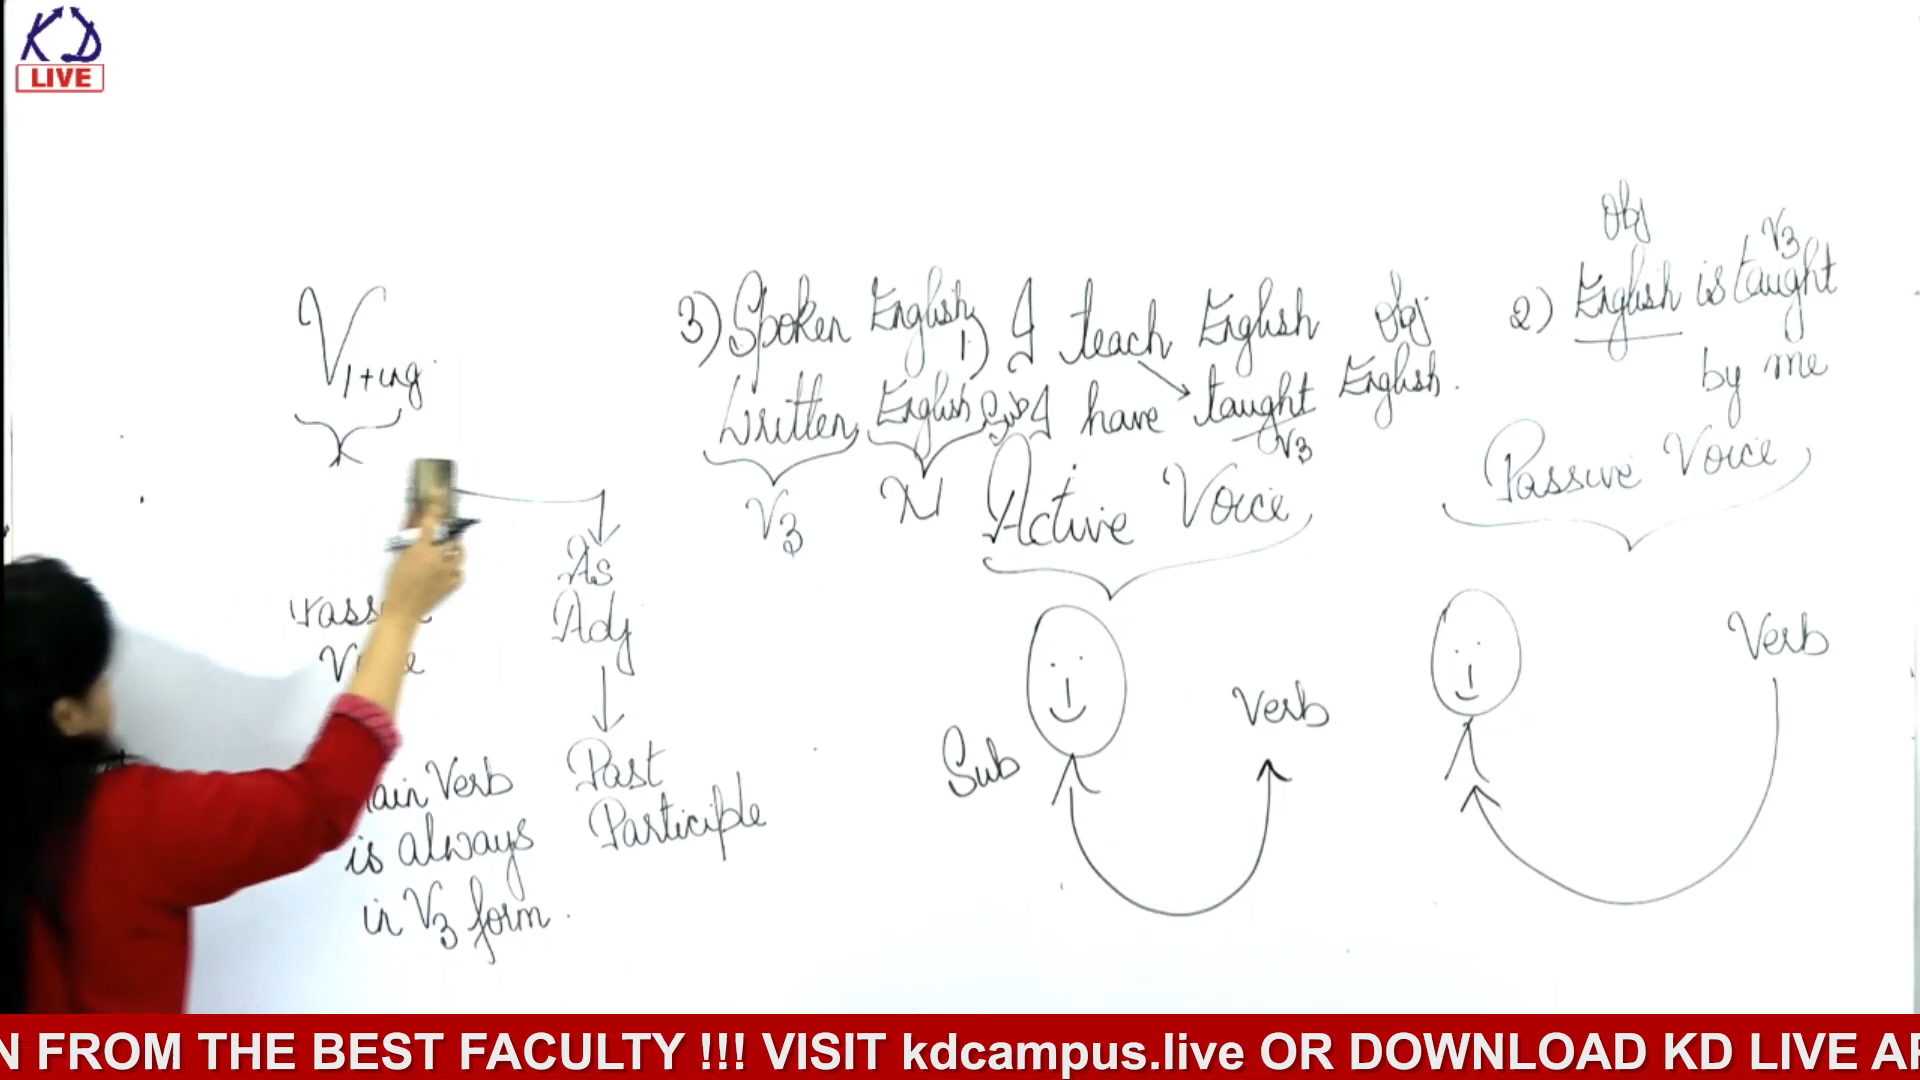 KD
LIVE
V1+ing
As
Adj
Past
Participle
Verb
is always
in V3 form.
3) Spoken English
Written English
V3
N
1) I teach English
Sub I have taught English.
Obj
V3
Active Voice
Sub
Verb
Obj
V3
2) English is taught
by me
Passive Voice
Verb
N FROM THE BEST FACULTY !!! VISIT kdcampus.live OR DOWNLOAD KD LIVE AP